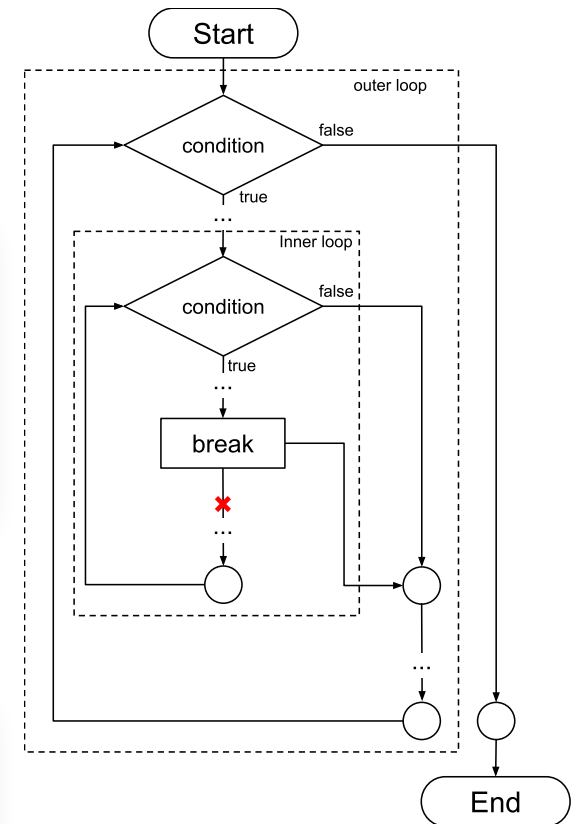 Start
outer loop
condition
false
true
...
Inner loop
condition
false
true
...
break
...
...
End